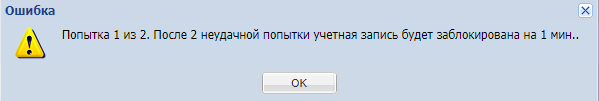 Ошибка
Попытка 1 из 2. После 2 неудачной попытки учетная запись будет заблокирована на 1 мин..
OK